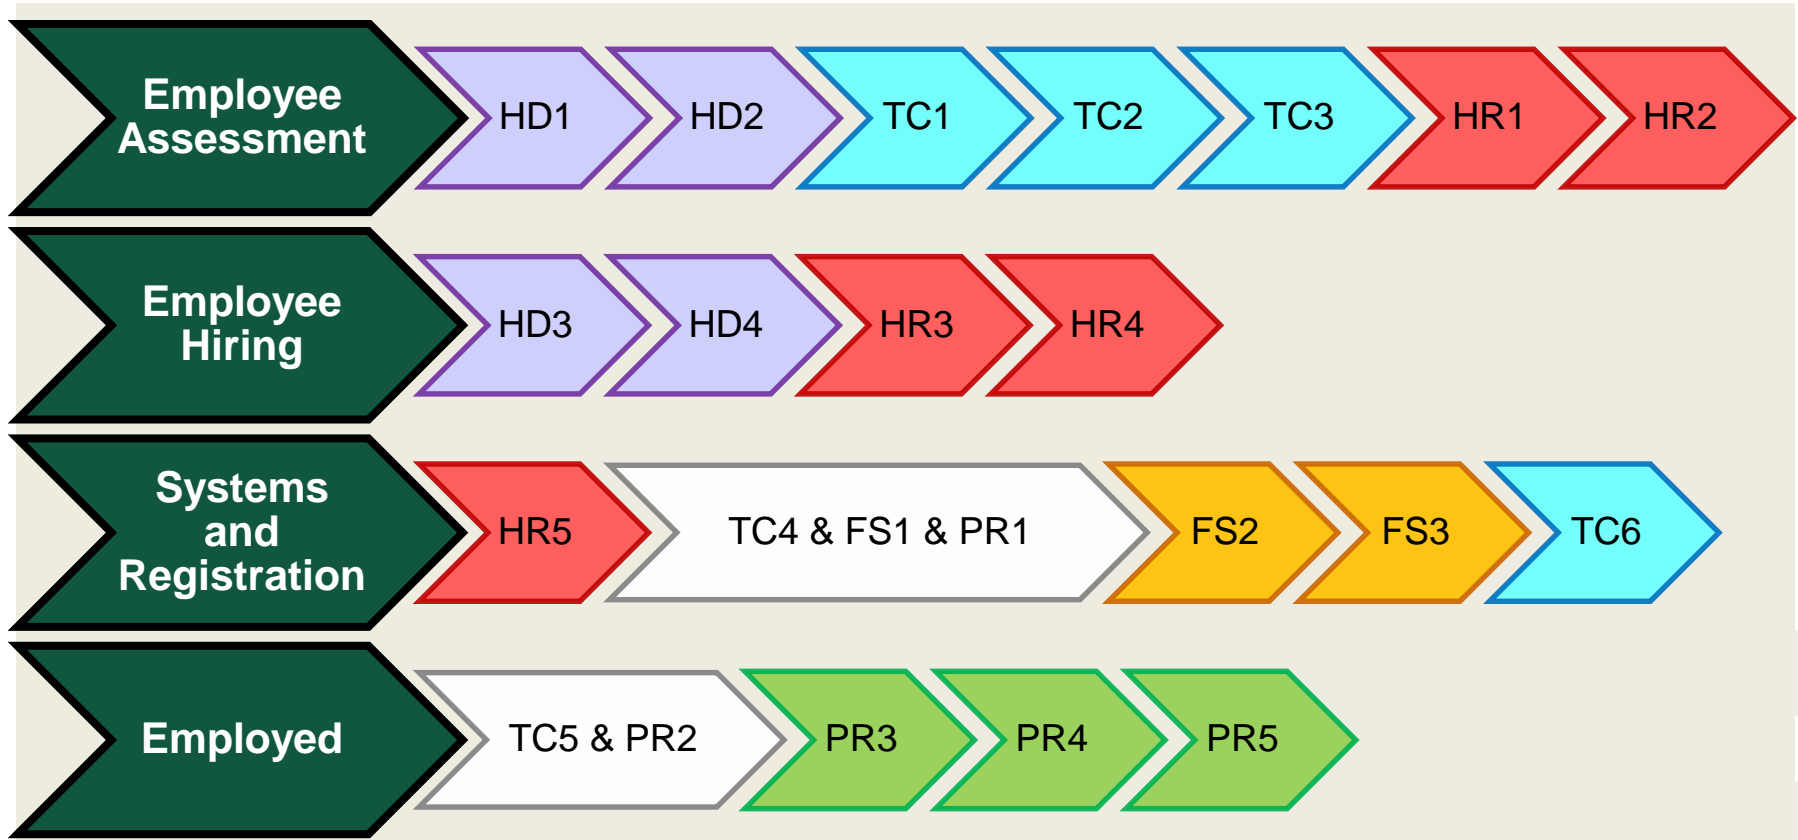 Employee
Assessment
HD1
HD2
TC1
TC2
TC3
HR1
HR2
Employee
Hiring
HD3
HD4
HR3
HR4
Systems
and
Registration
HR5
TC4 & FS1 & PR1
FS2
FS3
TC6
Employed
TC5 & PR2
PR3
PR4
PR5